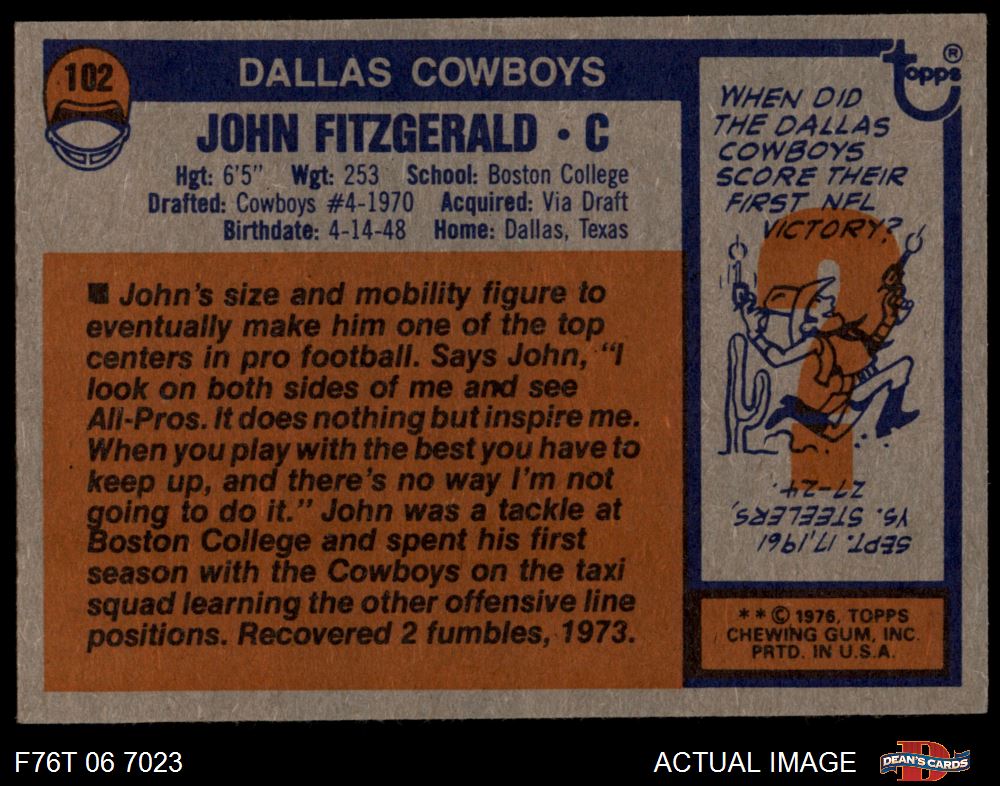 102
DALLAS COWBOYS
JOHN FITZGERALD • C
Hgt: 6'5" Wgt: 253 School: Boston College
Drafted: Cowboys #4-1970 Acquired: Via Draft
Birthdate: 4-14-48 Home: Dallas, Texas
■ John's size and mobility figure to
eventually make him one of the top
centers in pro football. Says John, "I
look on both sides of me and see
All-Pros. It does nothing but inspire me.
When you play with the best you have to
keep up, and there's no way I'm not
going to do it." John was a tackle at
Boston College and spent his first
season with the Cowboys on the taxi
squad learning the other offensive line
positions. Recovered 2 fumbles, 1973.
topps®
WHEN DID
THE DALLAS
COWBOYS
SCORE THEIR
FIRST NFL
VICTORY?
?
SEPT. 17, 1961
VS. STEELERS,
27-24.
** © 1976, TOPPS
CHEWING GUM, INC.
PRTD. IN U.S.A.
F76T 06 7023
ACTUAL IMAGE
D
DEAN'S CARDS